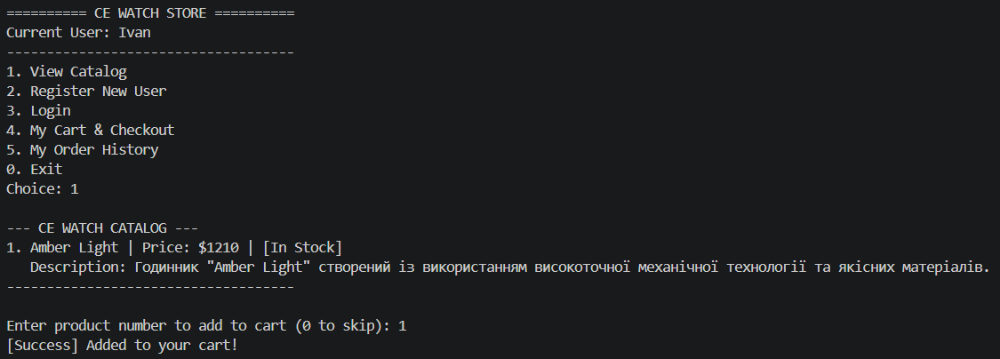 ========== CE WATCH STORE ==========
Current User: Ivan
------------------------------------
1. View Catalog
2. Register New User
3. Login
4. My Cart & Checkout
5. My Order History
0. Exit
Choice: 1
--- CE WATCH CATALOG ---
1. Amber Light | Price: $1210 | [In Stock]
Description: Годинник "Amber Light" створений із використанням високоточної механічної технології та якісних матеріалів.
------------------------------------
Enter product number to add to cart (0 to skip): 1
[Success] Added to your cart!